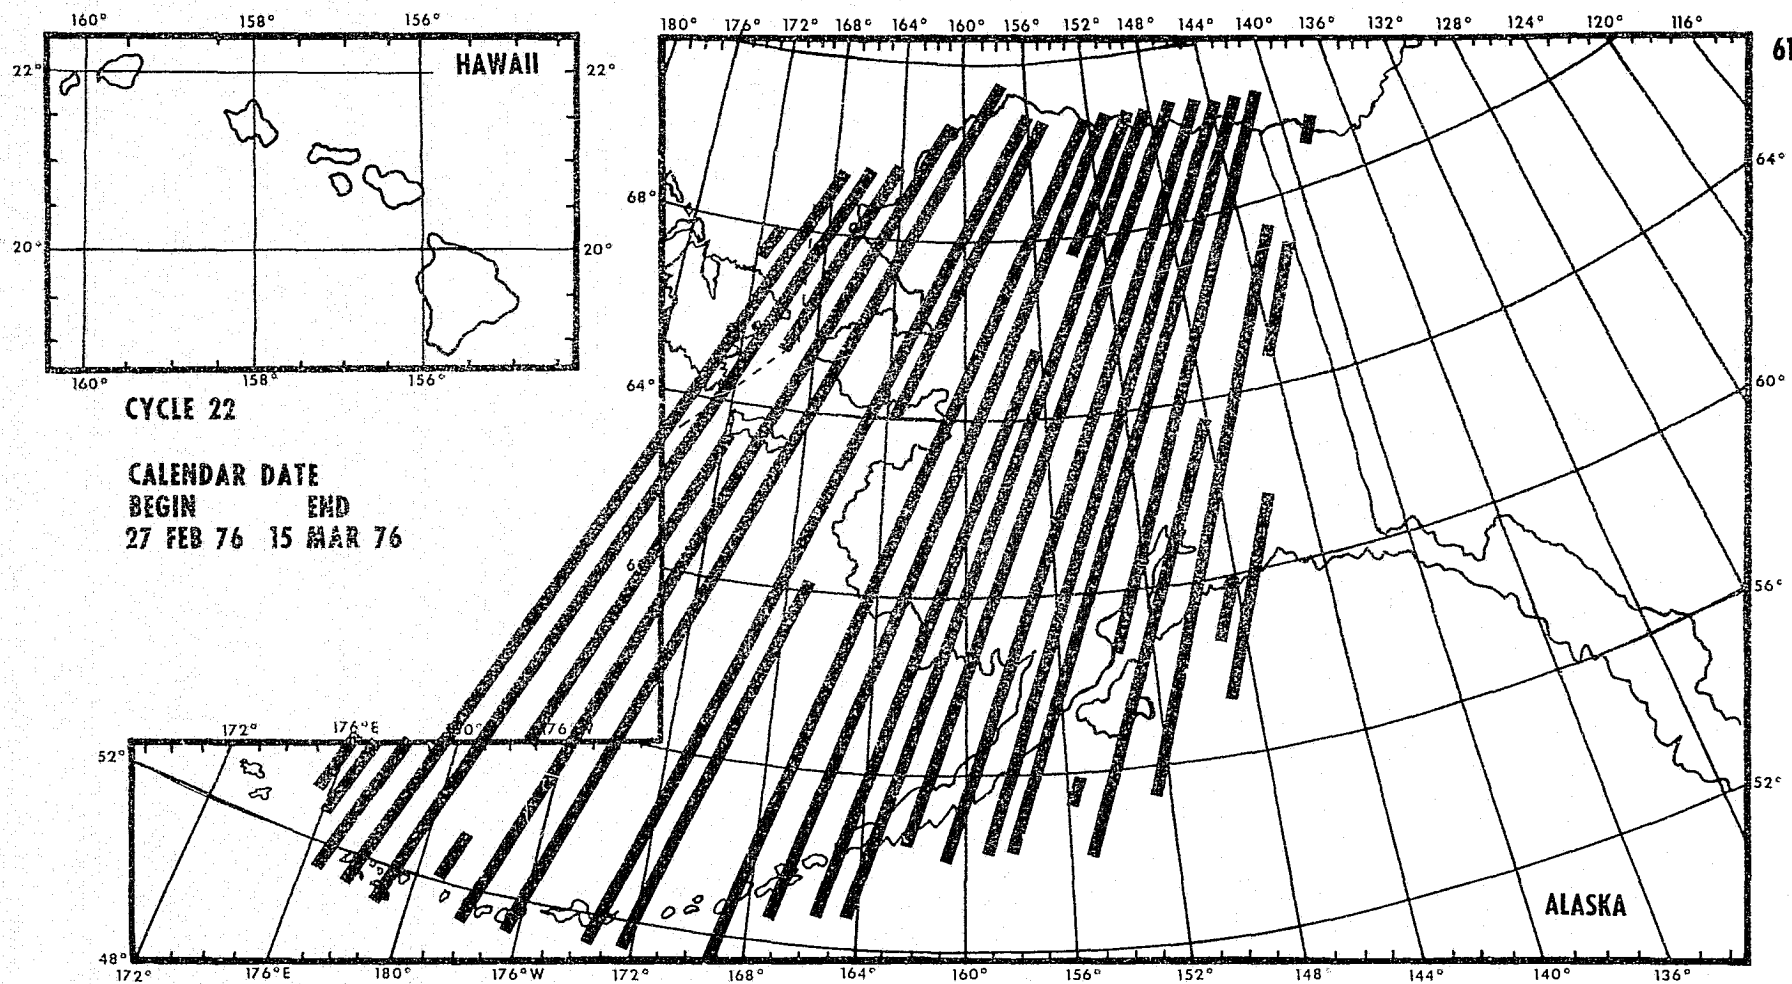 160° 158° 156°
180° 176° 172° 168° 164° 160° 156° 152° 148° 144° 140° 136° 132° 128° 124° 120° 116°
HAWAII
22° 22°
61
64°
68°
20° 20°
160° 158° 156°
64° 60°
CYCLE 22
CALENDAR DATE
BEGIN END
27 FEB 76 15 MAR 76
56°
172° 176°E 176°W
52° 52°
ALASKA
48°
172° 176°E 180° 176°W 172° 168° 164° 160° 156° 152° 148° 144° 140° 136°